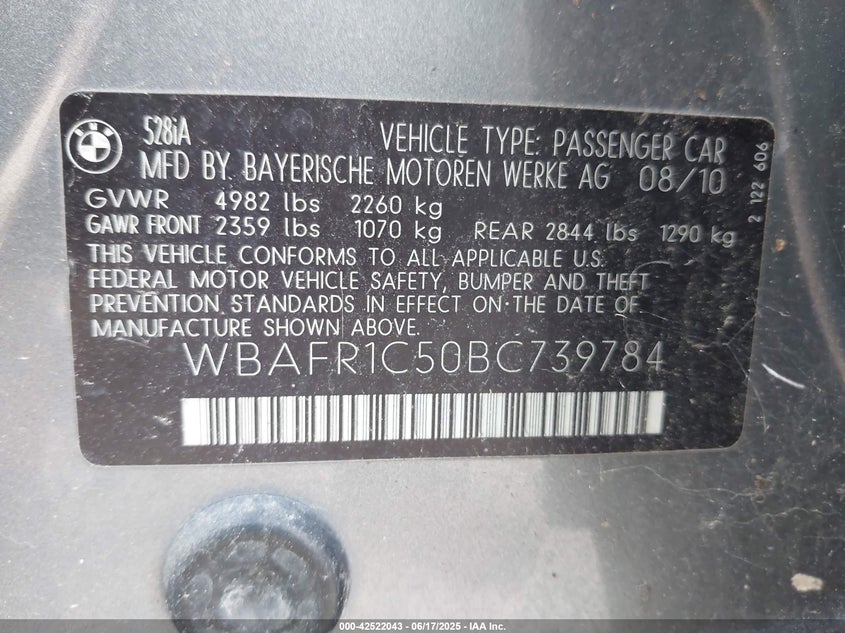 BMW
528iA
VEHICLE TYPE: PASSENGER CAR
MFD BY BAYERISCHE MOTOREN WERKE AG 08/10
GVWR 4982 lbs 2260 kg
GAWR FRONT 2359 lbs 1070 kg REAR 2844 lbs 1290 kg
THIS VEHICLE CONFORMS TO ALL APPLICABLE U.S.
FEDERAL MOTOR VEHICLE SAFETY, BUMPER AND THEFT
PREVENTION STANDARDS IN EFFECT ON THE DATE OF
MANUFACTURE SHOWN ABOVE.
WBAFR1C50BC739784
2 122 606
000-42522043 - 06/17/2025 - IAA Inc.